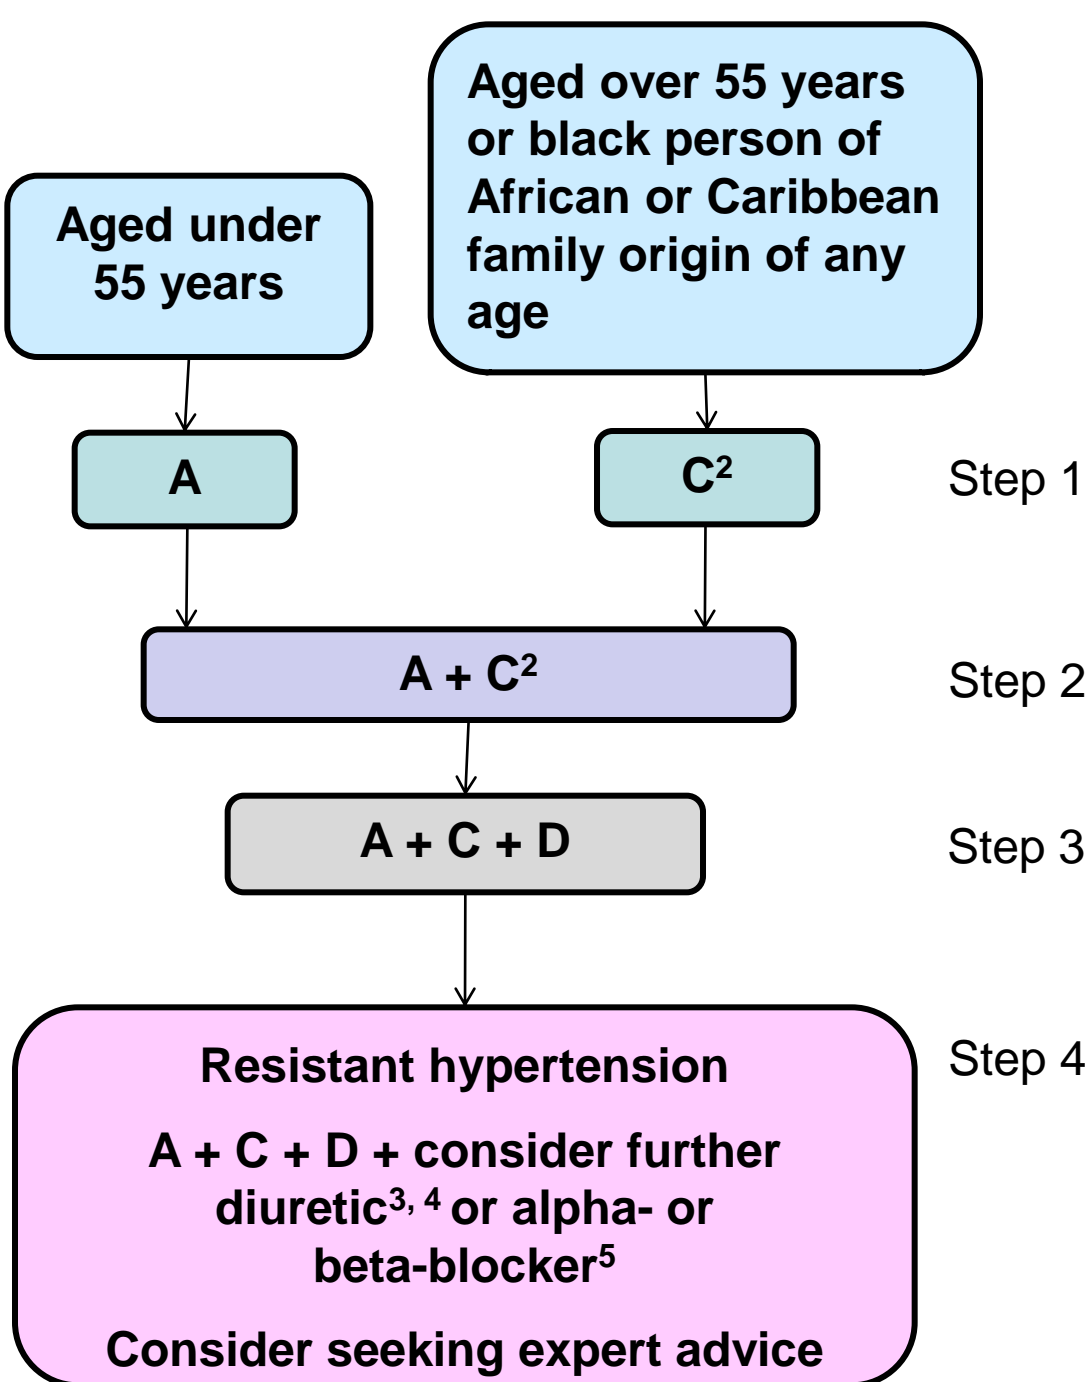 Aged over 55 years
or black person of
African or Caribbean
family origin of any
age
Aged under
55 years
A
C²
Step 1
A + C²
Step 2
A + C + D
Step 3
Resistant hypertension
Step 4
A + C + D + consider further
diuretic³, ⁴ or alpha- or
beta-blocker⁵
Consider seeking expert advice